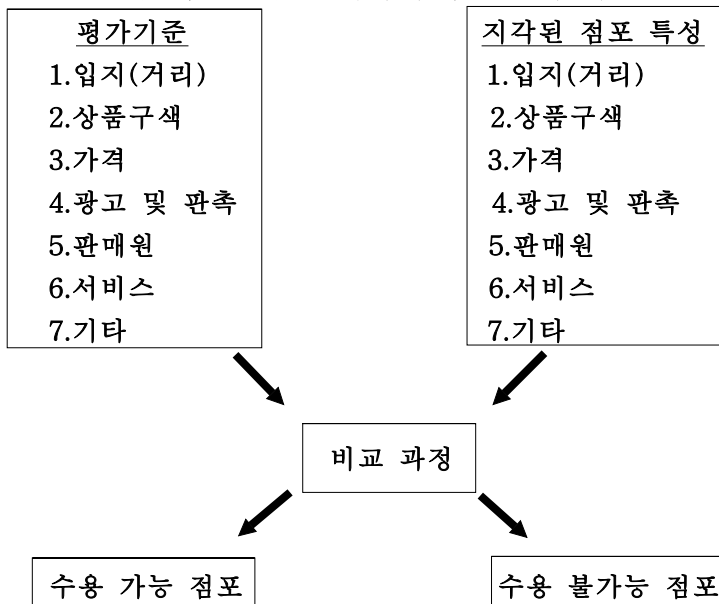 평가기준
1.입지(거리)
2.상품구색
3.가격
4.광고 및 판촉
5.판매원
6.서비스
7.기타
지각된 점포 특성
1.입지(거리)
2.상품구색
3.가격
4.광고 및 판촉
5.판매원
6.서비스
7.기타
비교 과정
수용 가능 점포
수용 불가능 점포